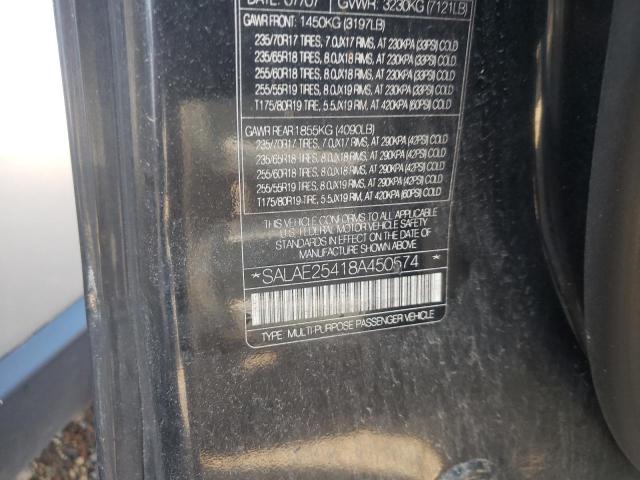 DATE: 07/07 GVWR: 3230KG (7121LB)
GAWR FRONT: 1450KG (3197LB)
235/70R17 TIRES, 7.0JX17 RIMS, AT 230KPA (33PSI) COLD
235/65R18 TIRES, 8.0JX18 RIMS, AT 230KPA (33PSI) COLD
255/60R18 TIRES, 8.0JX18 RIMS, AT 230KPA (33PSI) COLD
255/55R19 TIRES, 8.0JX19 RIMS, AT 230KPA (33PSI) COLD
T175/80R19 TIRE, 5.5JX19 RIM, AT 420KPA (60PSI) COLD
GAWR REAR 1855KG (4090LB)
235/70R17 TIRES, 7.0JX17 RIMS, AT 290KPA (42PSI) COLD
235/65R18 TIRES, 8.0JX18 RIMS, AT 290KPA (42PSI) COLD
255/60R18 TIRES, 8.0JX18 RIMS, AT 290KPA (42PSI) COLD
255/55R19 TIRES, 8.0JX19 RIMS, AT 290KPA (42PSI) COLD
T175/80R19 TIRE, 5.5JX19 RIM, AT 420KPA (60PSI) COLD
THIS VEHICLE CONFORMS TO ALL APPLICABLE
U.S. FEDERAL MOTOR VEHICLE SAFETY
STANDARDS IN EFFECT ON THE DATE OF
MANUFACTURE SHOWN ABOVE
*SALAE25418A450674*
TYPE: MULTI-PURPOSE PASSENGER VEHICLE